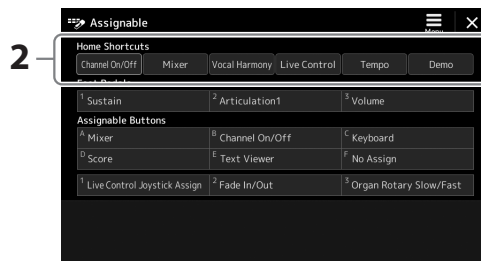 Assignable
Menu
2
Home Shortcuts
Channel On/Off Mixer Vocal Harmony Live Control Tempo Demo
Foot Pedals
1 Sustain 2 Articulation1 3 Volume
Assignable Buttons
A Mixer B Channel On/Off C Keyboard
D Score E Text Viewer F No Assign
1 Live Control Joystick Assign 2 Fade In/Out 3 Organ Rotary Slow/Fast